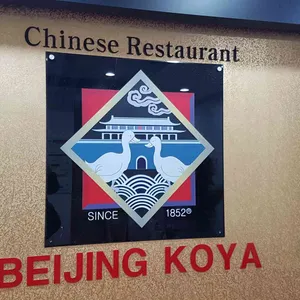 Chinese Restaurant
SINCE 1852®
BEIJING KOYA